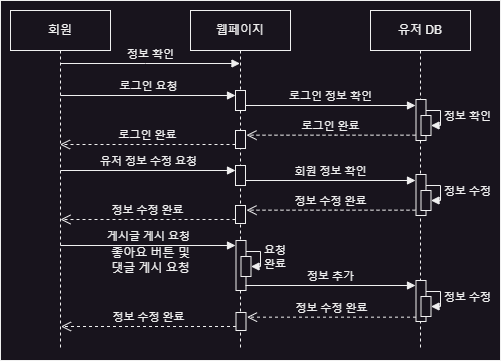 회원
웹페이지
유저 DB
정보 확인
로그인 요청
로그인 정보 확인
정보 확인
로그인 완료
로그인 완료
유저 정보 수정 요청
회원 정보 확인
정보 수정
정보 수정 완료
정보 수정 완료
게시글 게시 요청
좋아요 버튼 및
댓글 게시 요청
요청
완료
정보 추가
정보 수정
정보 수정 완료
정보 수정 완료